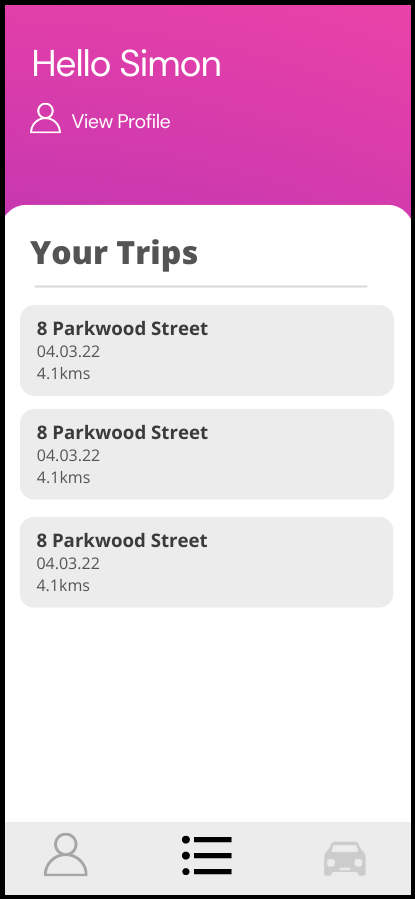 Hello Simon
View Profile
Your Trips
8 Parkwood Street
04.03.22
4.1kms
8 Parkwood Street
04.03.22
4.1kms
8 Parkwood Street
04.03.22
4.1kms